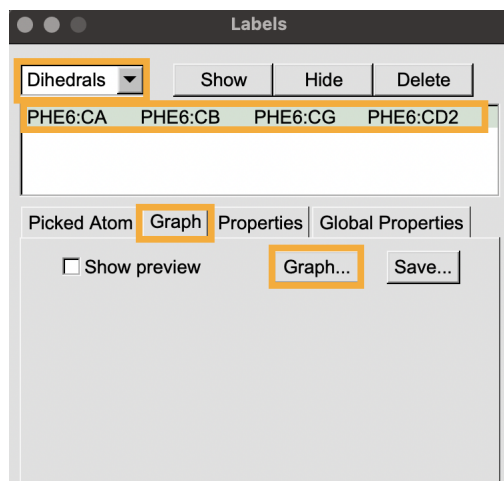 Labels
Dihedrals Show Hide Delete
PHE6:CA PHE6:CB PHE6:CG PHE6:CD2
Picked Atom Graph Properties Global Properties
Show preview Graph... Save...